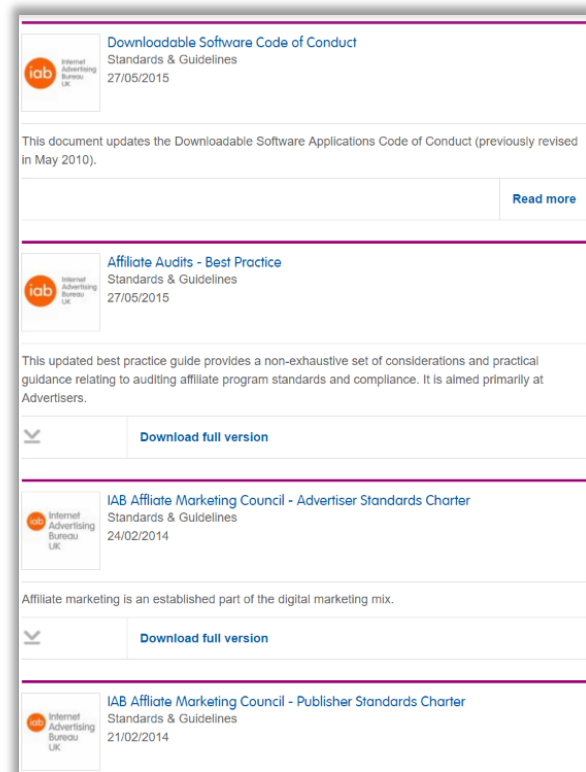 iab Internet
Advertising
Bureau
UK
Downloadable Software Code of Conduct
Standards & Guidelines
27/05/2015
This document updates the Downloadable Software Applications Code of Conduct (previously revised
in May 2010).
Read more
iab Internet
Advertising
Bureau
UK
Affiliate Audits - Best Practice
Standards & Guidelines
27/05/2015
This updated best practice guide provides a non-exhaustive set of considerations and practical
guidance relating to auditing affiliate program standards and compliance. It is aimed primarily at
Advertisers.
Download full version
iab Internet
Advertising
Bureau
UK
IAB Affliate Marketing Council - Advertiser Standards Charter
Standards & Guidelines
24/02/2014
Affiliate marketing is an established part of the digital marketing mix.
Download full version
iab Internet
Advertising
Bureau
UK
IAB Affliate Marketing Council - Publisher Standards Charter
Standards & Guidelines
21/02/2014